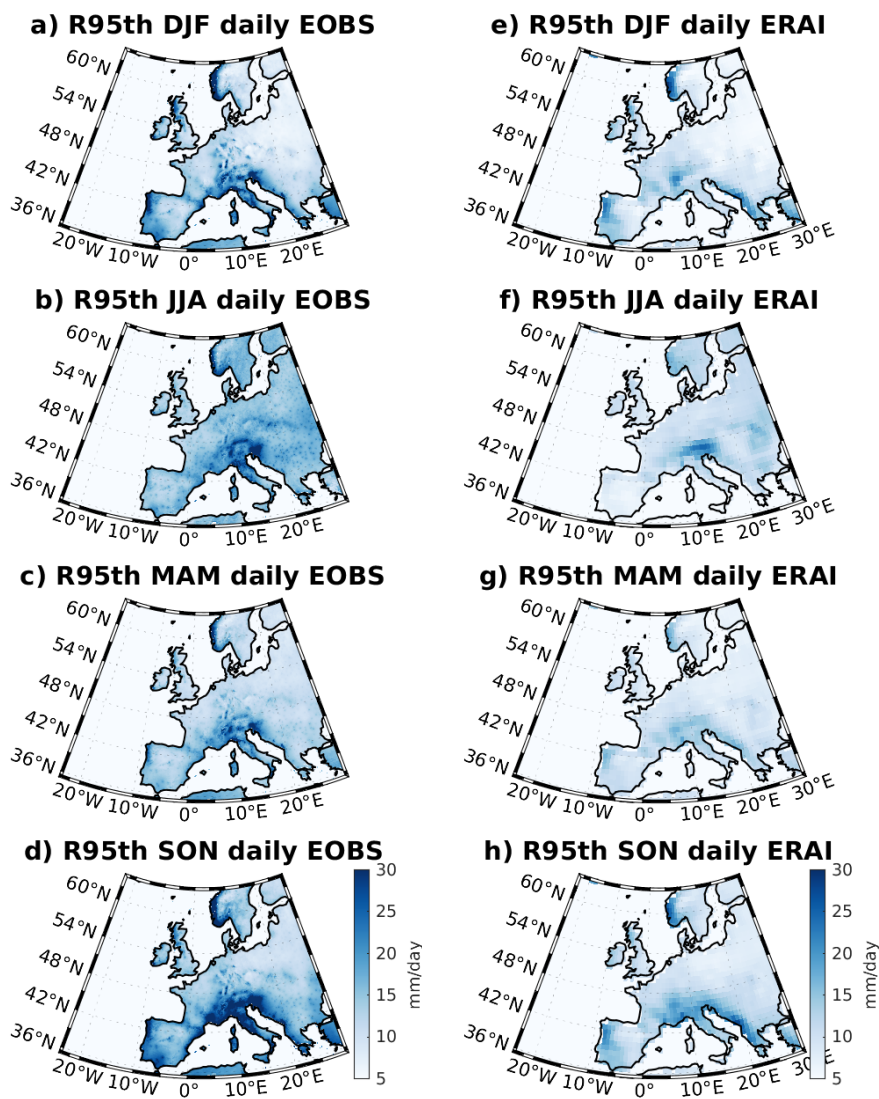 a) R95th DJF daily EOBS
60°N
54°N
48°N
42°N
36°N
20°W
10°W
0°
10°E
20°E
e) R95th DJF daily ERAI
60°N
54°N
48°N
42°N
36°N
20°W
10°W
0°
10°E
20°E
30°E
b) R95th JJA daily EOBS
60°N
54°N
48°N
42°N
36°N
20°W
10°W
0°
10°E
20°E
f) R95th JJA daily ERAI
60°N
54°N
48°N
42°N
36°N
20°W
10°W
0°
10°E
20°E
30°E
c) R95th MAM daily EOBS
60°N
54°N
48°N
42°N
36°N
20°W
10°W
0°
10°E
20°E
g) R95th MAM daily ERAI
60°N
54°N
48°N
42°N
36°N
20°W
10°W
0°
10°E
20°E
30°E
d) R95th SON daily EOBS
60°N
54°N
48°N
42°N
36°N
20°W
10°W
0°
10°E
20°E
30
25
20
15
10
5
mm/day
h) R95th SON daily ERAI
60°N
54°N
48°N
42°N
36°N
20°W
10°W
0°
10°E
20°E
30
25
20
15
10
5
mm/day